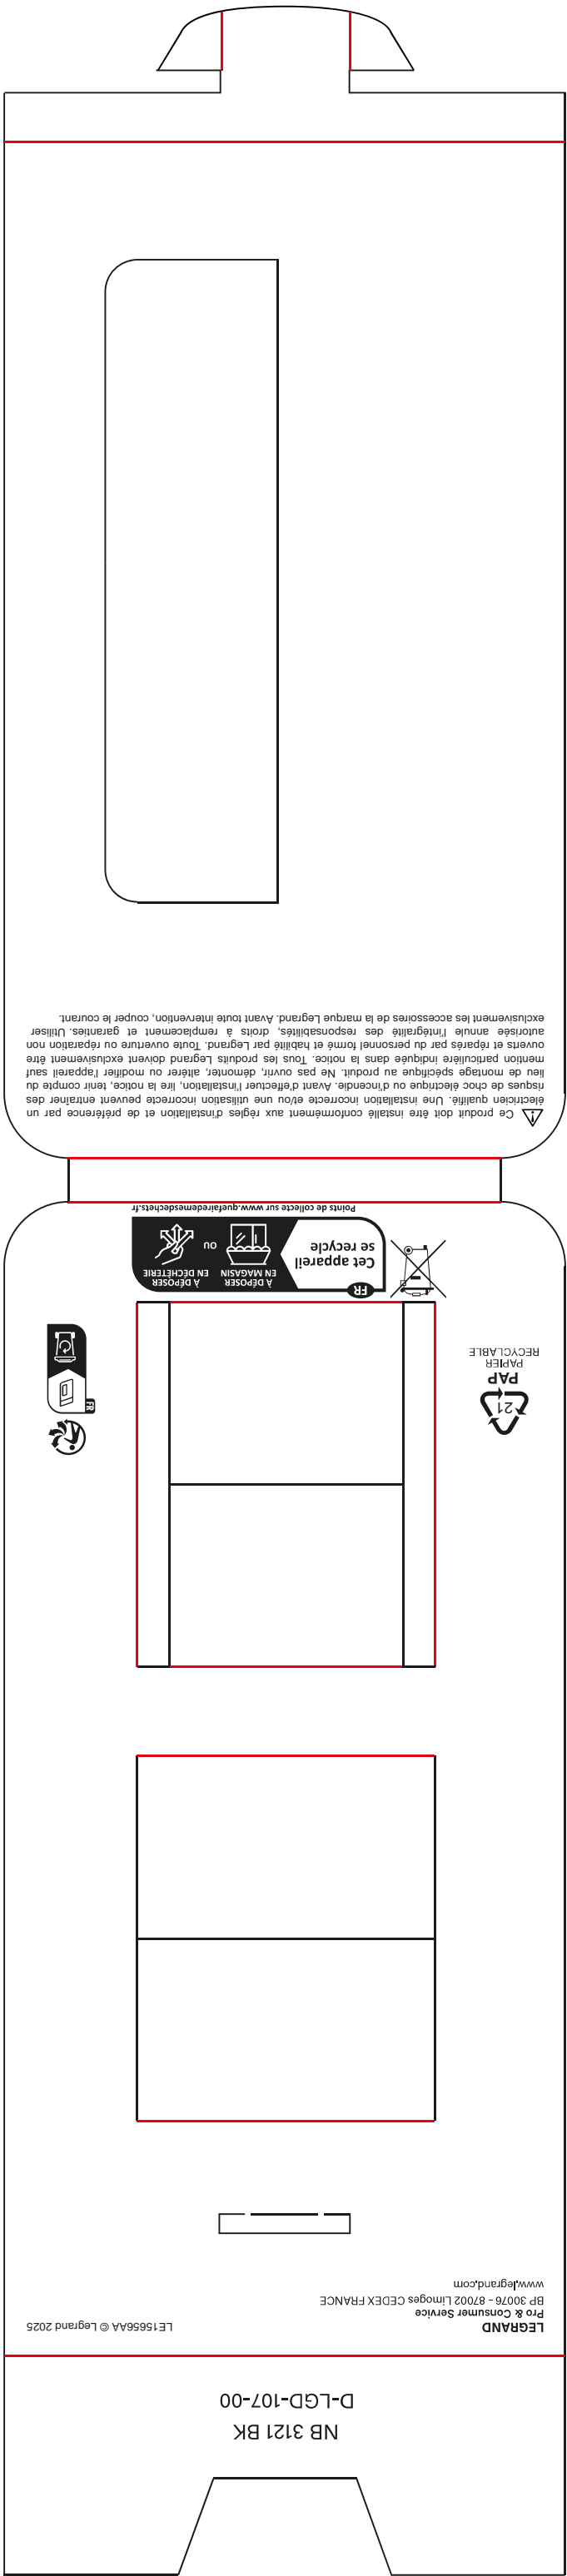 NB 3121 BK
D-LGD-107-00
LEGRAND
Pro & Consumer Service
BP 30076 - 87002 Limoges CEDEX FRANCE
www.legrand.com
LE15656AA © Legrand 2025
21
PAP
PAPIER
RECYCLABLE
FR
FR
Cet appareil
se recycle
À DÉPOSER
EN MAGASIN
OU
À DÉPOSER
EN DÉCHÈTERIE
Points de collecte sur www.quefairedemesdechets.fr
Ce produit doit être installé conformément aux règles d'installation et de préférence par un
électricien qualifié. Une installation incorrecte et/ou une utilisation incorrecte peuvent entraîner des
risques de choc électrique ou d'incendie. Avant d'effectuer l'installation, lire la notice, tenir compte du
lieu de montage spécifique au produit. Ne pas ouvrir, démonter, altérer ou modifier l'appareil sauf
mention particulière indiquée dans la notice. Tous les produits Legrand doivent exclusivement être
ouverts et réparés par du personnel formé et habilité par Legrand. Toute ouverture ou réparation non
autorisée annule l'intégralité des responsabilités, droits à remplacement et garanties. Utiliser
exclusivement les accessoires de la marque Legrand. Avant toute intervention, couper le courant.